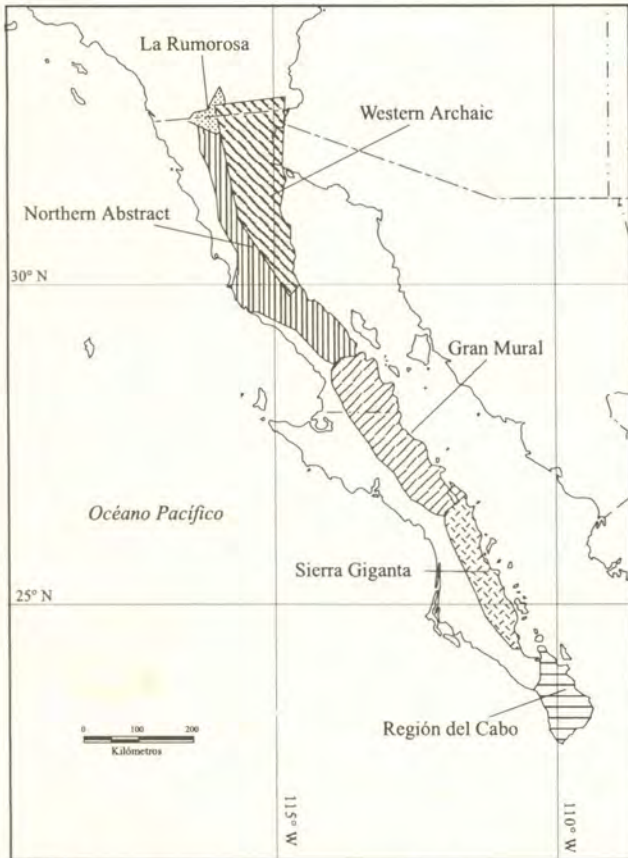 La Rumorosa
Western Archaic
Northern Abstract
30° N
Gran Mural
Océano Pacífico
Sierra Giganta
25° N
Región del Cabo
0 100 200
Kilómetros
115° W
110° W